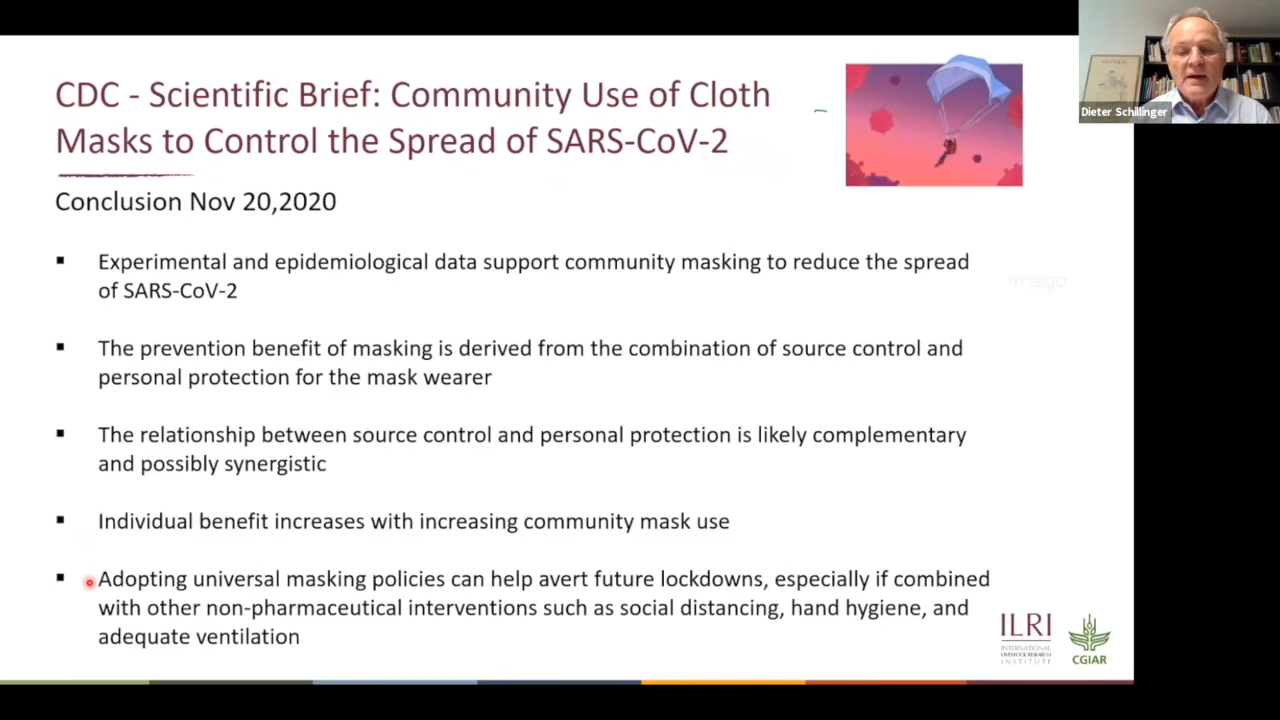 CDC - Scientific Brief: Community Use of Cloth
Masks to Control the Spread of SARS-CoV-2
Dieter Schillinger
Conclusion Nov 20,2020
▪ Experimental and epidemiological data support community masking to reduce the spread
of SARS-CoV-2
imago
▪ The prevention benefit of masking is derived from the combination of source control and
personal protection for the mask wearer
▪ The relationship between source control and personal protection is likely complementary
and possibly synergistic
▪ Individual benefit increases with increasing community mask use
▪ Adopting universal masking policies can help avert future lockdowns, especially if combined
with other non-pharmaceutical interventions such as social distancing, hand hygiene, and
adequate ventilation
ILRI
INTERNATIONAL
LIVESTOCK RESEARCH
INSTITUTE
CGIAR